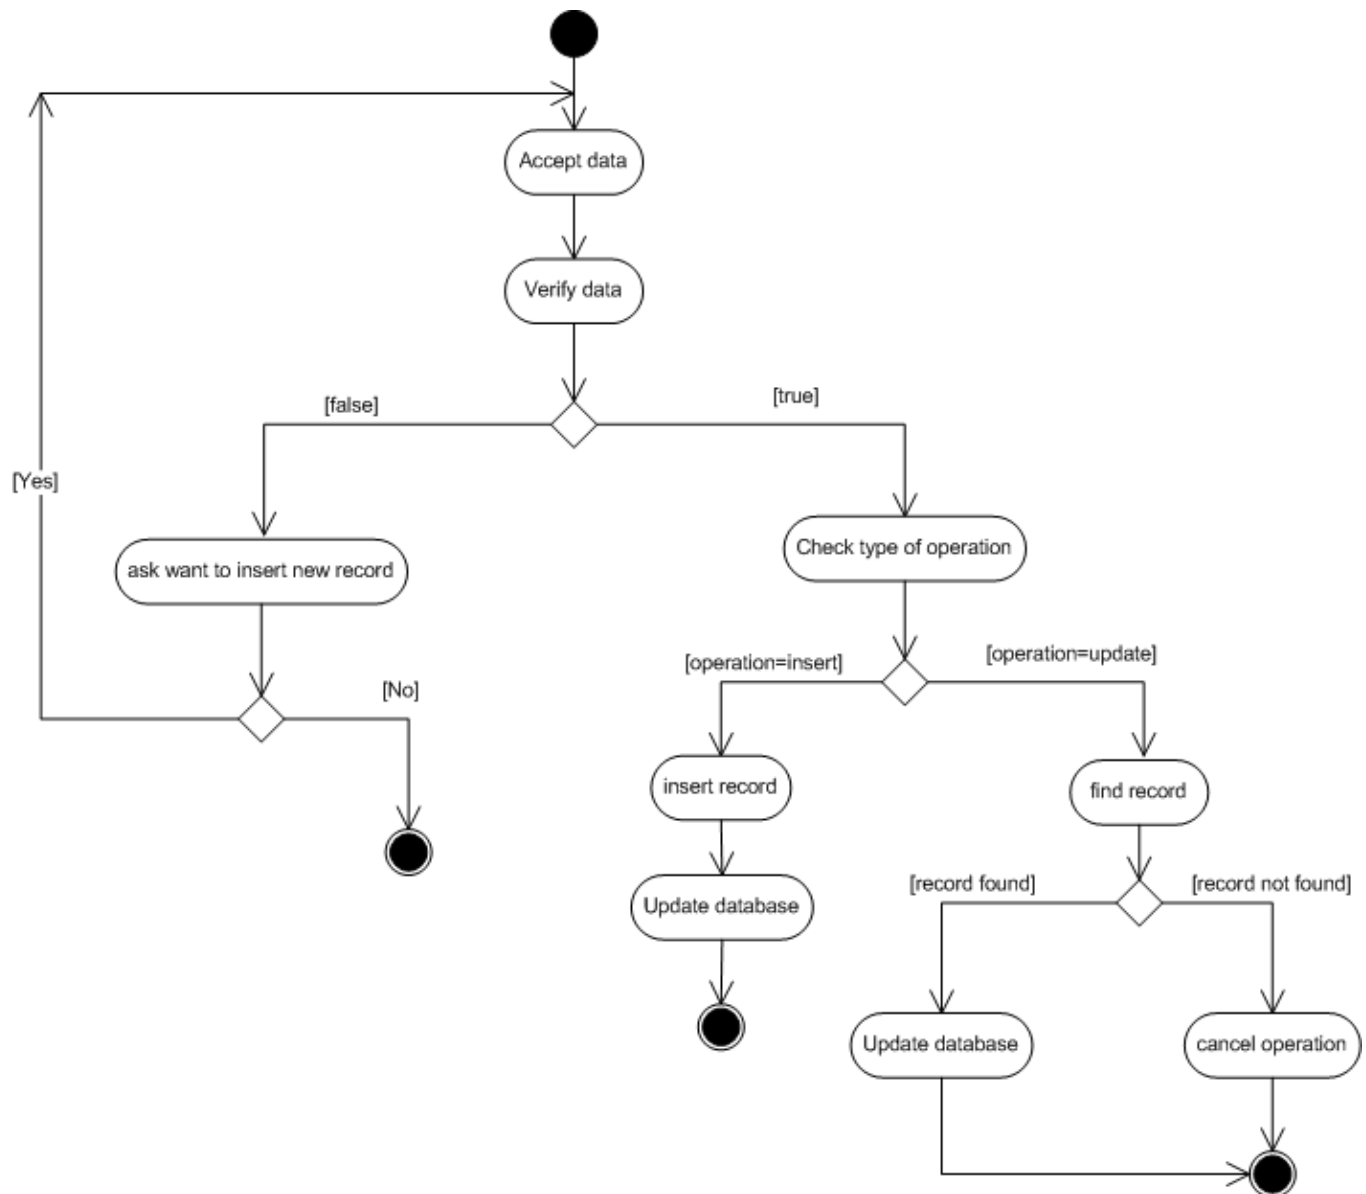 Accept data
Verify data
[false]
[true]
[Yes]
ask want to insert new record
Check type of operation
[No]
[operation=insert]
[operation=update]
insert record
find record
Update database
[record found]
[record not found]
Update database
cancel operation